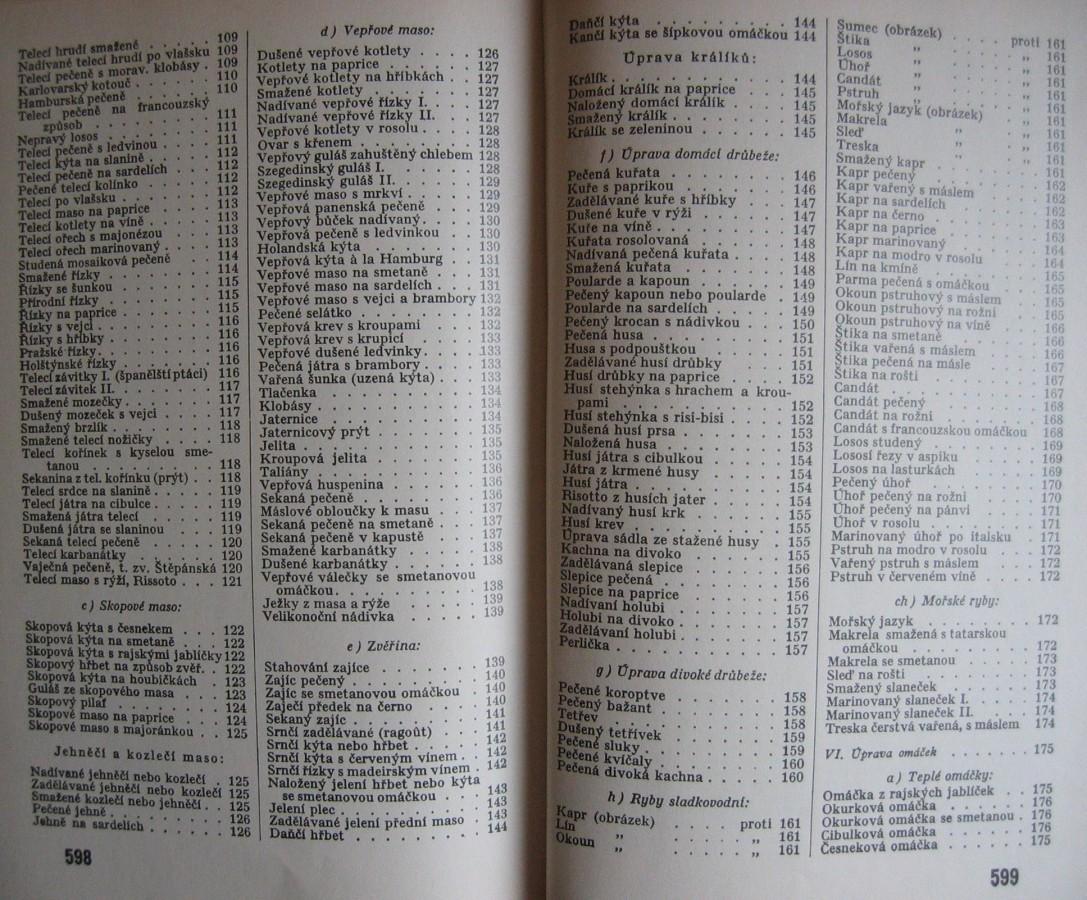 Telecí hrudí smažené . . . . . 109
Nadívané telecí hrudí po vlašsku 109
Telecí pečeně s morav. klobásy . 109
Karlovarský kotouč . . . . . . 110
Hamburská pečeně . . . . . . 110
Telecí pečeně na francouzský
způsob . . . . . . . . . 111
Nepravý losos . . . . . . . . 111
Telecí pečeně s ledvinou . . . . 111
Telecí kýta na slanině . . . . . 112
Telecí pečeně na sardelích . . . 112
Pečené telecí kolínko . . . . . 112
Telecí po vlašsku . . . . . . . 112
Telecí maso na paprice . . . . . 113
Telecí kotlety na víně . . . . . 113
Telecí ořech s majonézou . . . . 113
Telecí ořech marinovaný . . . . 113
Studená mosaiková pečeně . . . 114
Smažené řízky . . . . . . . . 114
Řízky se šunkou . . . . . . . 115
Přírodní řízky . . . . . . . . 115
Řízky na paprice . . . . . . . 115
Řízky s vejci . . . . . . . . . 116
Řízky s hříbky . . . . . . . . 116
Pražské řízky . . . . . . . . . 116
Holštýnské řízky . . . . . . . 116
Telecí závitky I. (španělští ptáci) 116
Telecí závitek II. . . . . . . . 117
Smažené mozečky . . . . . . . 117
Dušený mozeček s vejci . . . . 117
Smažený brzlík . . . . . . . . 118
Smažené telecí nožičky . . . . 118
Telecí kořínek s kyselou sme-
tanou . . . . . . . . . . 118
Sekanina z tel. kořínku (prýt) . . 118
Telecí srdce na slanině . . . . . 119
Telecí játra na cibulce . . . . . 119
Smažená játra telecí . . . . . 119
Dušená játra se slaninou . . . . 119
Sekaná telecí pečeně . . . . . 120
Telecí karbanátky . . . . . . 120
Vaječná pečeně, t. zv. Štěpánská 120
Telecí maso s rýží, Rissoto . . . 121
c) Skopové maso:
Skopová kýta s česnekem . . . 122
Skopová kýta na smetaně . . . 122
Skopová kýta s rajskými jablíčky 122
Skopový hřbet na způsob zvěř. . 122
Skopová kýta na houbičkách . . 123
Guláš ze skopového masa . . . 123
Skopový pilaf . . . . . . . . 124
Skopové maso na paprice . . . 124
Skopové maso s majoránkou . . 125
Jehněčí a kozlečí maso:
Nadívané jehněčí nebo kozlečí . 125
Zadělávané jehněčí nebo kozlečí 125
Smažené kozlečí nebo jehněčí . . 125
Pečené jehně . . . . . . . . 126
Jehně na sardelích . . . . . . 126
598
d) Vepřové maso:
Dušené vepřové kotlety . . . . 126
Kotlety na paprice . . . . . . 127
Vepřové kotlety na hříbkách . . 127
Smažené kotlety . . . . . . . 127
Nadívané vepřové řízky I. . . . 127
Nadívané vepřové řízky II. . . . 127
Vepřové kotlety v rosolu . . . . 128
Ovar s křenem . . . . . . . . 128
Vepřový guláš zahuštěný chlebem 128
Szegedinský guláš I. . . . . . 128
Szegedinský guláš II. . . . . . 129
Vepřové maso s mrkví . . . . . 129
Vepřová panenská pečeně . . . 129
Vepřový bůček nadívaný . . . . 130
Vepřová pečeně s ledvinkou . . 130
Holandská kýta . . . . . . . 130
Vepřová kýta à la Hamburg . . 131
Vepřové maso na smetaně . . . 131
Vepřové maso na sardelích . . . 131
Vepřové maso s vejci a brambory 132
Pečené selátko . . . . . . . . 132
Vepřová krev s kroupami . . . 132
Vepřová krev s krupicí . . . . 133
Vepřové dušené ledvinky . . . . 133
Pečená játra s brambory . . . . 133
Vařená šunka (uzená kýta) . . . 133
Tlačenka . . . . . . . . . . 134
Klobásy . . . . . . . . . . . 134
Jaternice . . . . . . . . . . 134
Jaternicový prýt . . . . . . . 135
Jelita . . . . . . . . . . . 135
Kroupová jelita . . . . . . . 135
Taliány . . . . . . . . . . . 136
Vepřová huspenina . . . . . . 136
Sekaná pečeně . . . . . . . . 136
Máslové obloučky k masu . . . 137
Sekaná pečeně na smetaně . . . 137
Sekaná pečeně v kapustě . . . 137
Smažené karbanátky . . . . . 138
Dušené karbanátky . . . . . . 138
Vepřové válečky se smetanovou
omáčkou . . . . . . . . . 138
Ježky z masa a rýže . . . . . 139
Velikonoční nádivka . . . . . 139
e) Zvěřina:
Stahování zajíce . . . . . . . 139
Zajíc pečený . . . . . . . . . 140
Zajíc se smetanovou omáčkou . 140
Zaječí předek na černo . . . . 140
Sekaný zajíc . . . . . . . . . 141
Srnčí zadělávané (ragoût) . . . 141
Srnčí kýta nebo hřbet . . . . . 142
Srnčí kýta s červeným vínem . . 142
Srnčí řízky s madeirským vínem . 142
Naložený jelení hřbet nebo kýta
se smetanovou omáčkou . . . 143
Jelení plec . . . . . . . . . . 143
Zadělávané jelení přední maso . 143
Daňčí hřbet . . . . . . . . . 144
Daňčí kýta . . . . . . . . . 144
Kančí kýta se šípkovou omáčkou 144
Úprava králíků:
Králík . . . . . . . . . . . 144
Domácí králík na paprice . . . 145
Naložený domácí králík . . . . 145
Smažený králík . . . . . . . . 145
Králík se zeleninou . . . . . . 145
f) Úprava domácí drůbeže:
Pečená kuřata . . . . . . . . 146
Kuře s paprikou . . . . . . . 146
Zadělávané kuře s hříbky . . . 147
Dušené kuře v rýži . . . . . . 147
Kuře na víně . . . . . . . . . 147
Kuřata rosolovaná . . . . . . 148
Nadívaná pečená kuřata . . . . 148
Smažená kuřata . . . . . . . 148
Poularde a kapoun . . . . . . 149
Pečený kapoun nebo poularde . 149
Poularde na sardelích . . . . . 149
Pečený krocan s nádivkou . . . 150
Pečená husa . . . . . . . . . 151
Husa s podpouštkou . . . . . 151
Zadělávané husí drůbky . . . . 151
Husí drůbky na paprice . . . . 152
Husí stehýnka s hrachem a krou-
pami . . . . . . . . . . . 152
Husí stehýnka s risi-bisi . . . . 152
Dušená husí prsa . . . . . . . 153
Naložená husa . . . . . . . . 153
Husí játra s cibulkou . . . . . 154
Játra z krmené husy . . . . . 154
Husí játra . . . . . . . . . . 154
Risotto z husích jater . . . . . 154
Nadívaný husí krk . . . . . . 155
Husí krev . . . . . . . . . . 155
Úprava sádla ze stažené husy . 155
Kachna na divoko . . . . . . 155
Zadělávaná slepice . . . . . . 156
Slepice pečená . . . . . . . . 156
Slepice na paprice . . . . . . 156
Nadívaní holubi . . . . . . . 157
Holubi na divoko . . . . . . . 157
Zadělávaní holubi . . . . . . . 157
Perlička . . . . . . . . . . . 157
g) Úprava divoké drůbeže:
Pečené koroptve . . . . . . . 158
Pečený bažant . . . . . . . . 158
Tetřev . . . . . . . . . . . 158
Dušený tetřívek . . . . . . . 159
Pečené sluky . . . . . . . . . 159
Pečené kvíčaly . . . . . . . . 160
Pečená divoká kachna . . . . . 160
h) Ryby sladkovodní:
Kapr (obrázek) . . . . proti 161
Lín „ . . . . „ 161
Okoun „ . . . . „ 161
Sumec (obrázek) . . . . proti 161
Štika „ . . . . „ 161
Losos „ . . . . „ 161
Úhoř „ . . . . „ 161
Candát „ . . . . „ 161
Pstruh „ . . . . „ 161
Mořský jazyk (obrázek) . . „ 161
Makrela „ . . . . „ 161
Sleď „ . . . . „ 161
Treska „ . . . . „ 161
Smažený kapr . . . . . . . . 161
Kapr pečený . . . . . . . . . 161
Kapr vařený s máslem . . . . . 162
Kapr na sardelích . . . . . . 162
Kapr na černo . . . . . . . . 162
Kapr na paprice . . . . . . . 163
Kapr marinovaný . . . . . . . 163
Kapr na modro v rosolu . . . . 164
Lín na kmíně . . . . . . . . 164
Parma pečená s omáčkou . . . 165
Okoun pstruhový s máslem . . . 165
Okoun pstruhový na rožni . . . 165
Okoun pstruhový na víně . . . 166
Štika na smetaně . . . . . . . 166
Štika vařená s máslem . . . . . 166
Štika pečená na másle . . . . . 167
Štika na rošti . . . . . . . . 167
Candát . . . . . . . . . . . 167
Candát pečený . . . . . . . . 168
Candát na rožni . . . . . . . 168
Candát s francouzskou omáčkou 168
Losos studený . . . . . . . . 169
Lososí řezy v aspiku . . . . . . 169
Losos na lasturkách . . . . . . 169
Pečený úhoř . . . . . . . . . 170
Úhoř pečený na rožni . . . . . 170
Úhoř pečený na pánvi . . . . . 171
Úhoř v rosolu . . . . . . . . 171
Marinovaný úhoř po italsku . . 171
Pstruh na modro v rosolu . . . 172
Vařený pstruh s máslem . . . . 172
Pstruh v červeném víně . . . . 172
ch) Mořské ryby:
Mořský jazyk . . . . . . . . 172
Makrela smažená s tatarskou
omáčkou . . . . . . . . . 172
Makrela se smetanou . . . . . 173
Sleď na rošti . . . . . . . . . 173
Smažený slaneček . . . . . . 173
Marinovaný slaneček I. . . . . 174
Marinovaný slaneček II. . . . . 174
Treska čerstvá vařená, s máslem 174
VI. Úprava omáček . . . . . . 175
a) Teplé omáčky:
Omáčka z rajských jablíček . . 175
Okurková omáčka . . . . . . 176
Okurková omáčka se smetanou . 176
Cibulková omáčka . . . . . . 176
Česneková omáčka . . . . . . 175
599